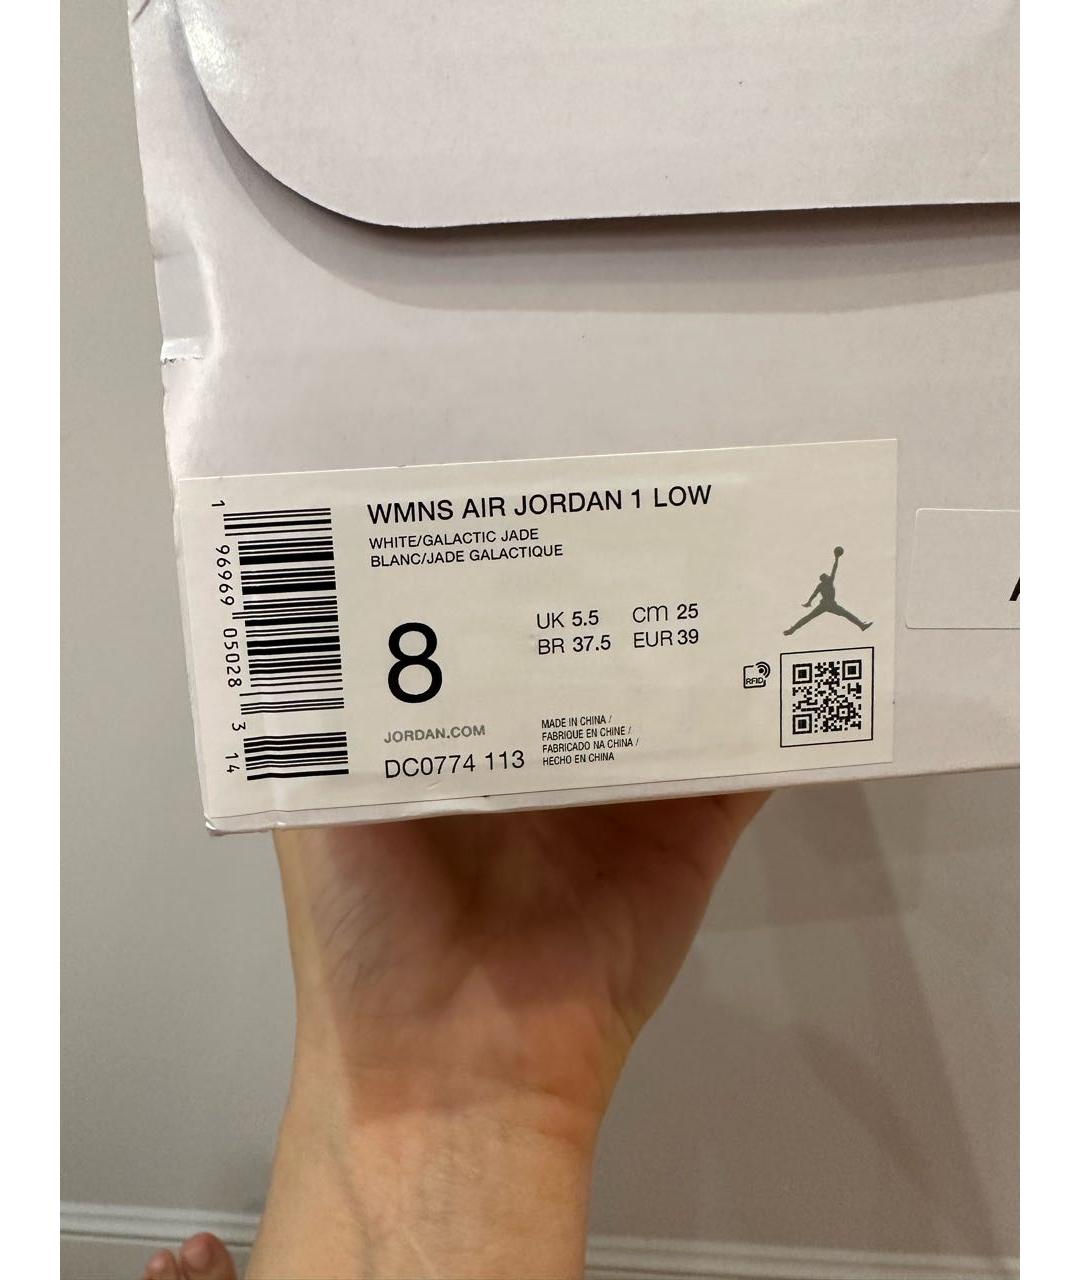 WMNS AIR JORDAN 1 LOW
WHITE/GALACTIC JADE
BLANC/JADE GALACTIQUE
8
UK 5.5 cm 25
BR 37.5 EUR 39
RFID
JORDAN.COM
DC0774 113
MADE IN CHINA /
FABRIQUE EN CHINE /
FABRICADO NA CHINA /
HECHO EN CHINA
1 96969 05028 3 14